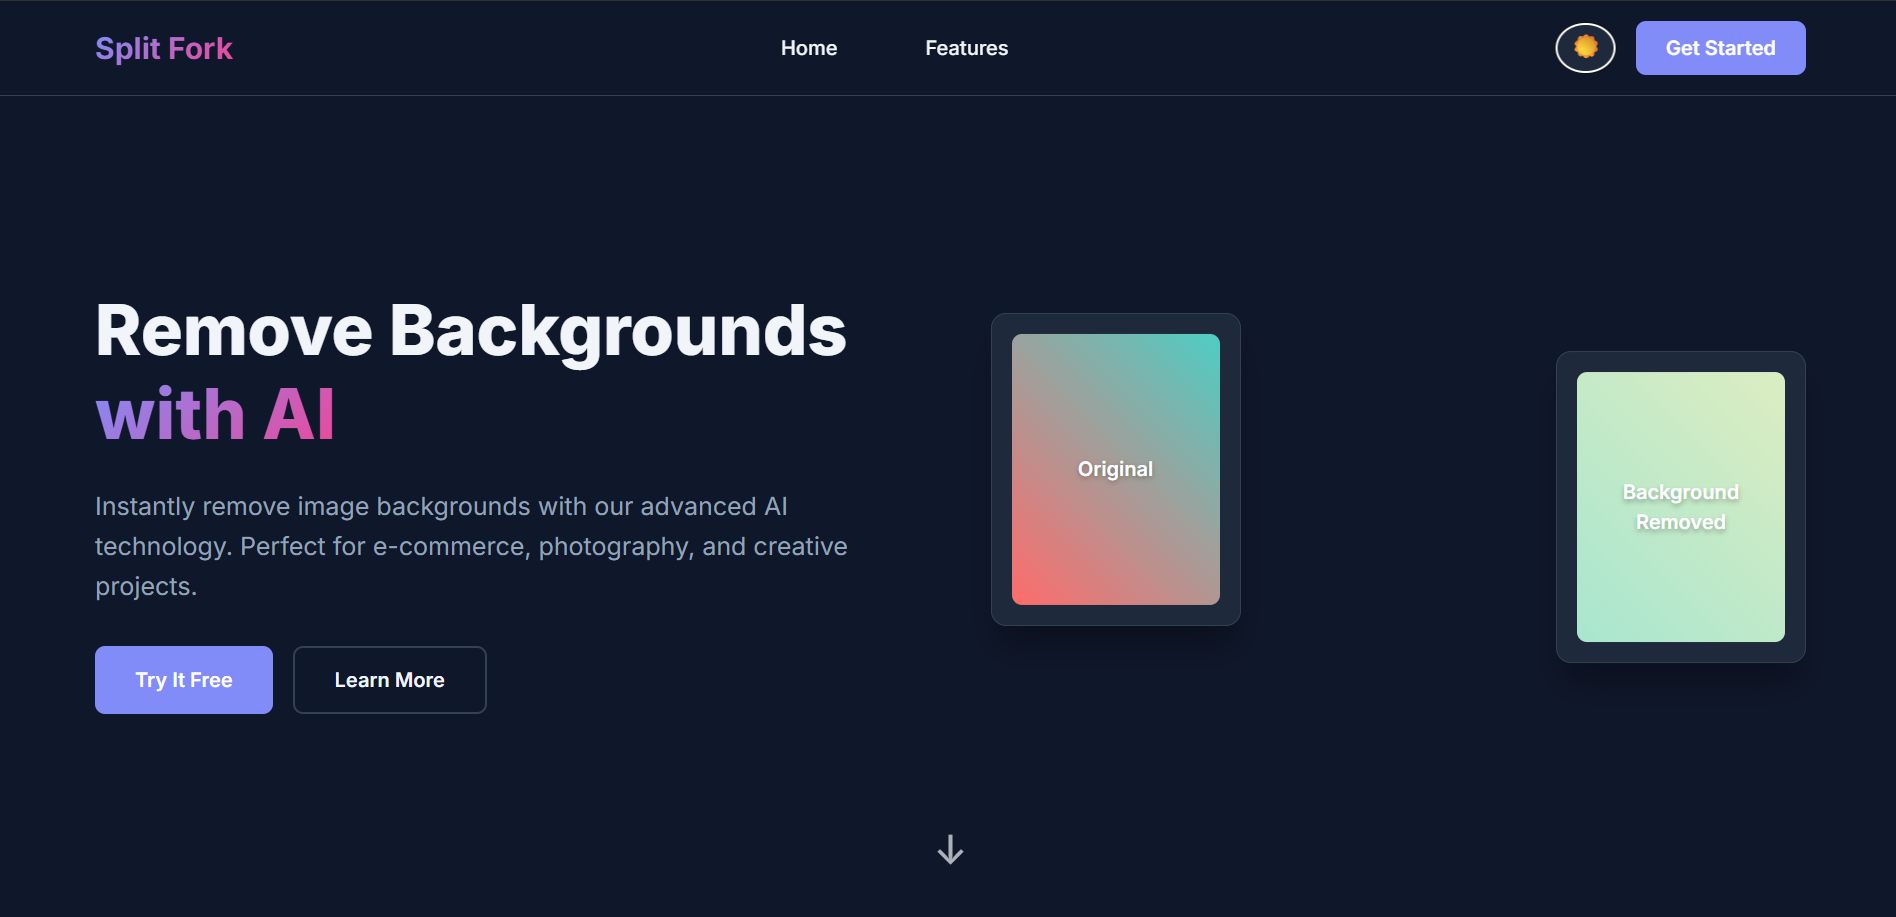 Split Fork
Home
Features
Get Started
Remove Backgrounds
with AI
Instantly remove image backgrounds with our advanced AI
technology. Perfect for e-commerce, photography, and creative
projects.
Try It Free
Learn More
Original
Background
Removed